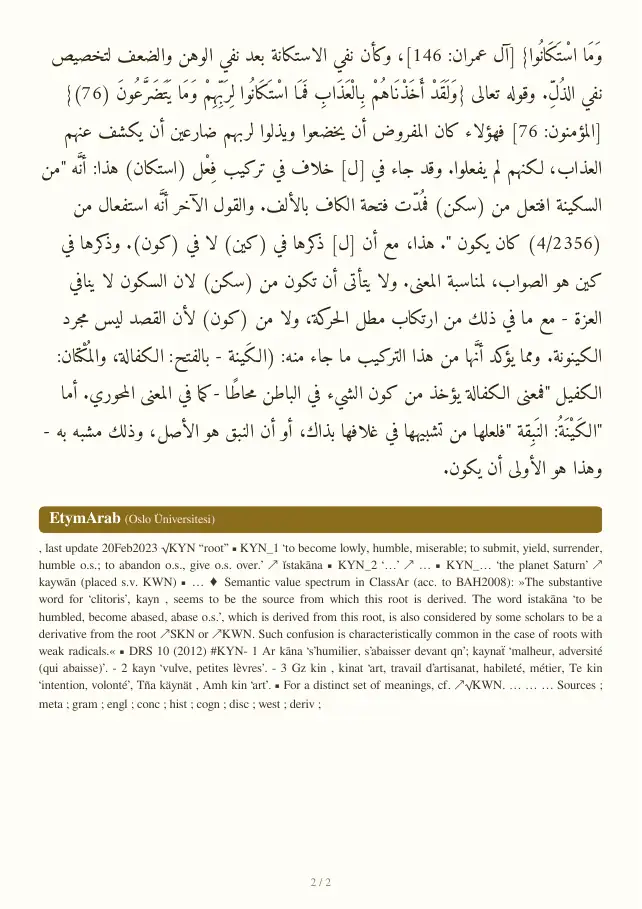 وَمَا اسْتَكَانُوا} [آل عمران: 146]، وكأن نفي الاستكانة بعد نفي الوهن والضعف لتخصيص
نفي الذُلِّ. وقوله تعالى {وَلَقَدْ أَخَذْنَاهُمْ بِالْعَذَابِ فَمَا اسْتَكَانُوا لِرَبِّهِمْ وَمَا يَتَضَرَّعُونَ (76)}
[المؤمنون: 76] فهؤلاء كان المفروض أن يخضعوا ويذلوا لربهم ضارعين أن يكشف عنهم
العذاب، لكنهم لم يفعلوا. وقد جاء في [ل] خلاف في تركيب فِعْل (استكان) هذا: أنَّه "من
السكينة افتعل من (سكن) فمُدّت فتحة الكاف بالألف. والقول الآخر أنَّه استفعال من
(4/2356) كان يكون ". هذا، مع أن [ل] ذكرها في (كين) لا في (كون). وذكرها في
كين هو الصواب، لمناسبة المعنى. ولا يتأتى أن تكون من (سكن) لان السكون لا ينافي
العزة - مع ما في ذلك من ارتكاب مطل الحركة، ولا من (كون) لأن القصد ليس مجرد
الكينونة. ومما يؤكد أنَّها من هذا التركيب ما جاء منه: (الكَينة - بالفتح: الكفالة، والمُكْتان:
الكفيل "فمعنى الكفالة يؤخذ من كون الشيء في الباطن محاطًا -كما في المعنى المحوري. أما
"الكَيْنَةُ: النَبِقة "فلعلها من تشبيهها في غلافها بذاك، أو أن النبق هو الأصل، وذلك مشبه به -
وهذا هو الأولى أن يكون.
EtymArab (Oslo Üniversitesi)
, last update 20Feb2023 √KYN “root” ▪ KYN_1 ‘to become lowly, humble, miserable; to submit, yield, surrender,
humble o.s.; to abandon o.s., give o.s. over.’ ↗ ĭstakāna ▪ KYN_2 ‘…’ ↗ … ▪ KYN_… ‘the planet Saturn’ ↗
kaywān (placed s.v. KWN) ▪ … ♦ Semantic value spectrum in ClassAr (acc. to BAH2008): »The substantive
word for ‘clitoris’, kayn , seems to be the source from which this root is derived. The word istakāna ‘to be
humbled, become abased, abase o.s.’, which is derived from this root, is also considered by some scholars to be a
derivative from the root ↗SKN or ↗KWN. Such confusion is characteristically common in the case of roots with
weak radicals.« ▪ DRS 10 (2012) #KYN- 1 Ar kāna ‘s’humilier, s’abaisser devant qn’; kaynaẗ ‘malheur, adversité
(qui abaisse)’. - 2 kayn ‘vulve, petites lèvres’. - 3 Gz kin , kinat ‘art, travail d’artisanat, habileté, métier, Te kin
‘intention, volonté’, Tña käynät , Amh kin ‘art’. ▪ For a distinct set of meanings, cf. ↗√KWN. … … … Sources ;
meta ; gram ; engl ; conc ; hist ; cogn ; disc ; west ; deriv ;
2 / 2